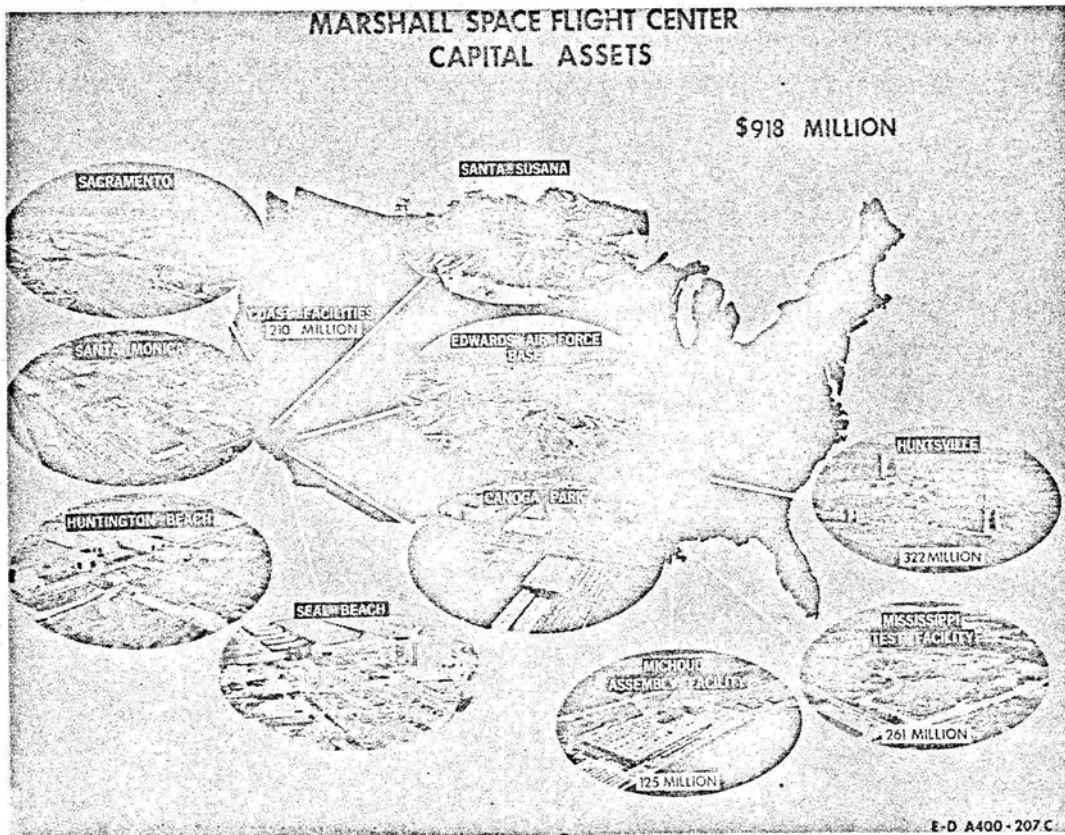 MARSHALL SPACE FLIGHT CENTER
CAPITAL ASSETS
$918 MILLION
SACRAMENTO
SANTA SUSANA
COAST FACILITIES
210 MILLION
SANTA MONICA
EDWARDS AIR FORCE
BASE
HUNTSVILLE
322 MILLION
CANOGA PARK
HUNTINGTON BEACH
SEAL BEACH
MICHOUD
ASSEMBLY FACILITY
125 MILLION
MISSISSIPPI
TEST FACILITY
261 MILLION
E-D A400-207C